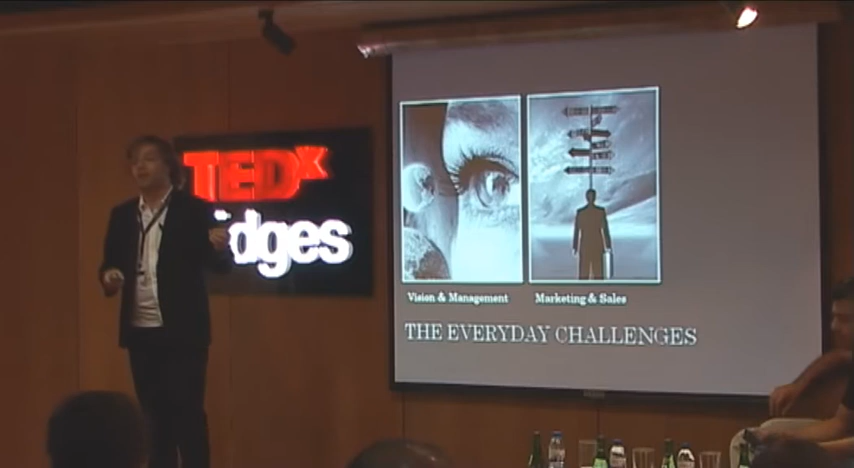 TEDx
dges
Vision & Management
Marketing & Sales
THE EVERYDAY CHALLENGES